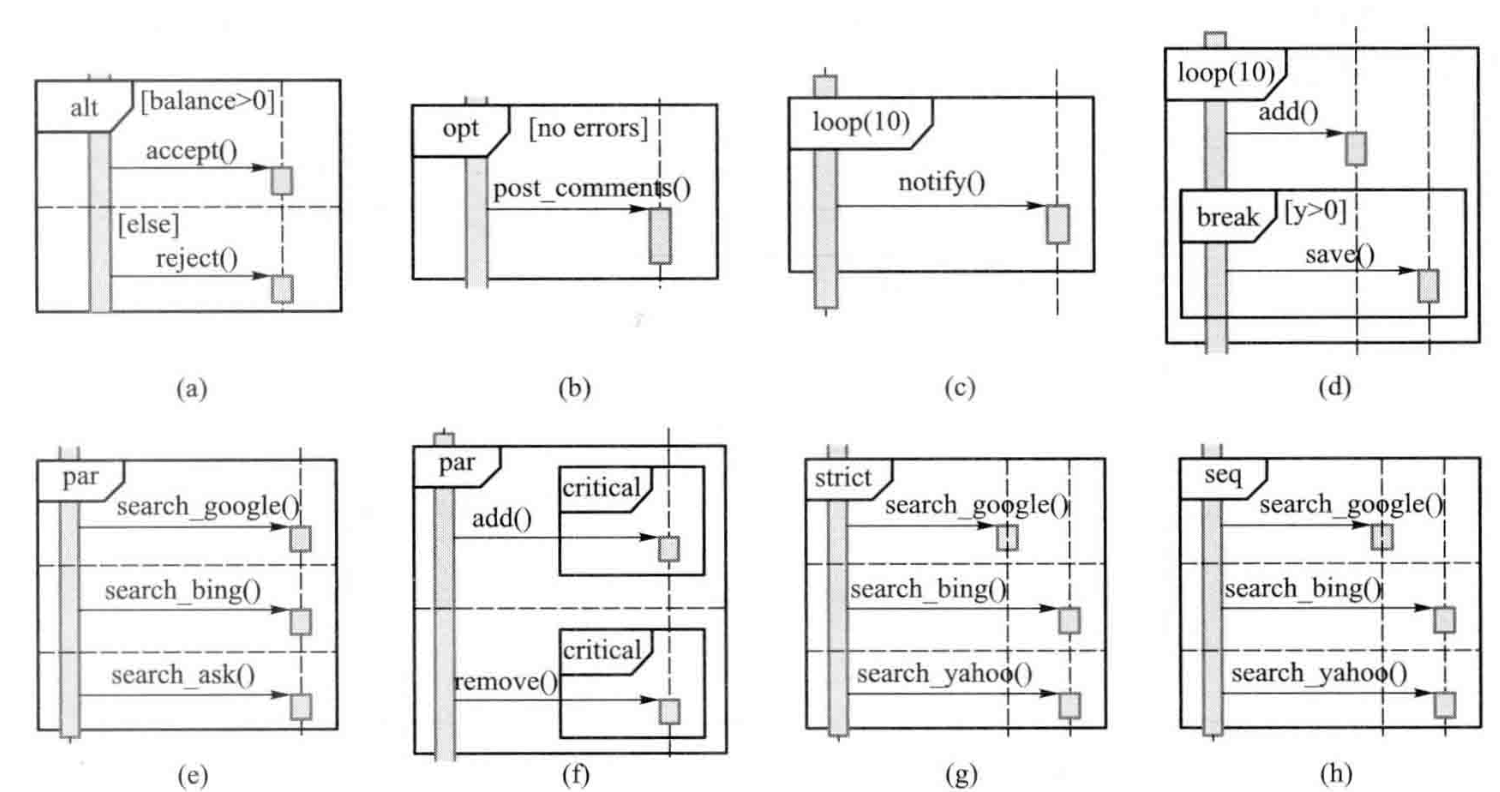 alt
[balance>0]
accept()
[else]
reject()
(a)
opt
[no errors]
post_comments()
(b)
loop(10)
notify()
(c)
loop(10)
add()
break
[y>0]
save()
(d)
par
search_google()
search_bing()
search_ask()
(e)
par
critical
add()
critical
remove()
(f)
strict
search_google()
search_bing()
search_yahoo()
(g)
seq
search_google()
search_bing()
search_yahoo()
(h)